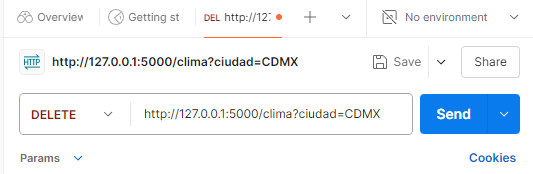 Overview
Getting st
DEL http://127
No environment
HTTP
http://127.0.0.1:5000/clima?ciudad=CDMX
Save
Share
DELETE
http://127.0.0.1:5000/clima?ciudad=CDMX
Send
Params
Cookies